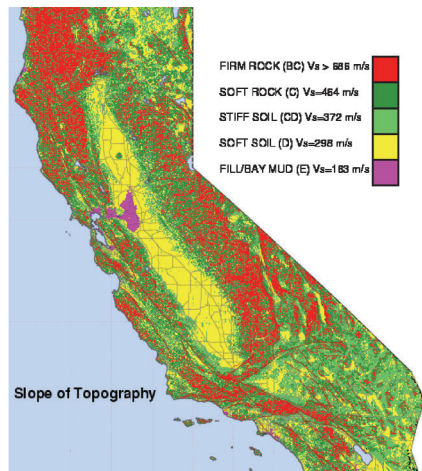 FIRM ROCK (BC) Vs > 686 m/s
SOFT ROCK (C) Vs=464 m/s
STIFF SOIL (CD) Vs=372 m/s
SOFT SOIL (D) Vs=298 m/s
FILL/BAY MUD (E) Vs=163 m/s
Slope of Topography